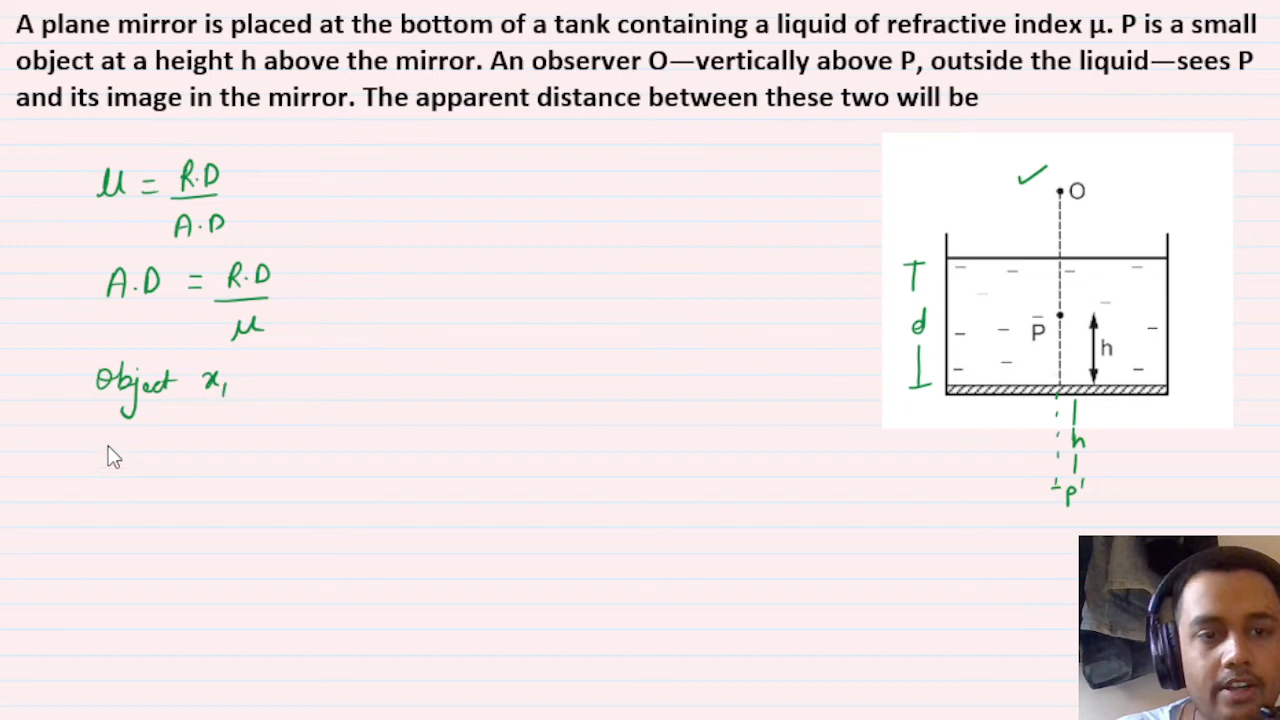 A plane mirror is placed at the bottom of a tank containing a liquid of refractive index μ. P is a small
object at a height h above the mirror. An observer O—vertically above P, outside the liquid—sees P
and its image in the mirror. The apparent distance between these two will be
μ = R.D
A.D
A.D = R.D
μ
Object x₁
O
T
d
P
h
h
P'